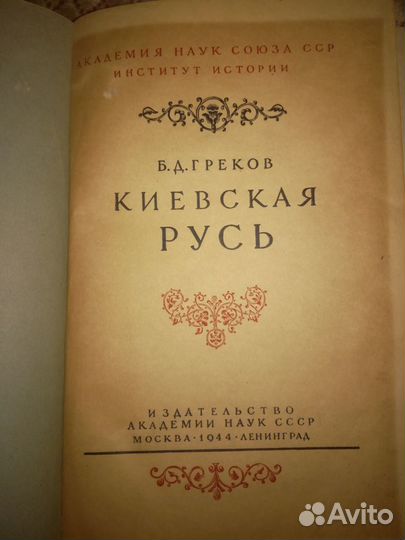 АКАДЕМИЯ НАУК СОЮЗА ССР
ИНСТИТУТ ИСТОРИИ
Б.Д.ГРЕКОВ
КИЕВСКАЯ
РУСЬ
ИЗДАТЕЛЬСТВО
АКАДЕМИИ НАУК СССР
МОСКВА·1944·ЛЕНИНГРАД
Avito